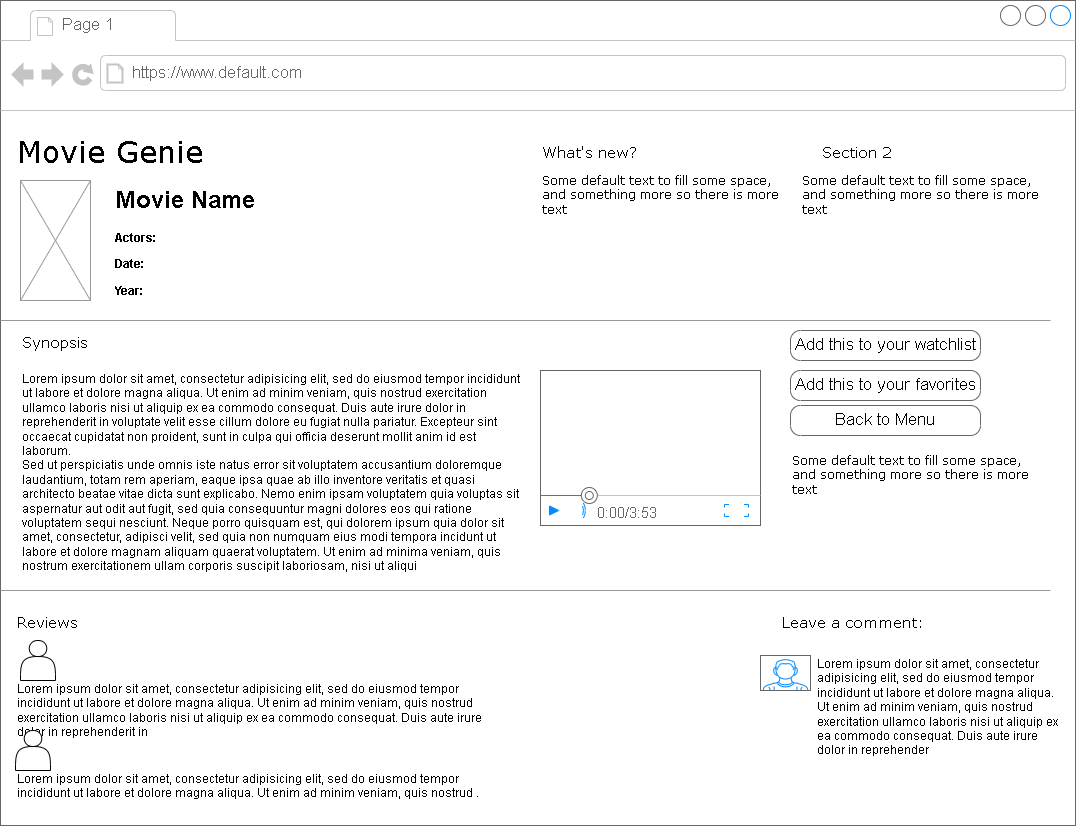 Page 1
https://www.default.com
Movie Genie
What's new?
Section 2
Some default text to fill some space,
and something more so there is more
text
Some default text to fill some space,
and something more so there is more
text
Movie Name
Actors:
Date:
Year:
Synopsis
Lorem ipsum dolor sit amet, consectetur adipisicing elit, sed do eiusmod tempor incididunt
ut labore et dolore magna aliqua. Ut enim ad minim veniam, quis nostrud exercitation
ullamco laboris nisi ut aliquip ex ea commodo consequat. Duis aute irure dolor in
reprehenderit in voluptate velit esse cillum dolore eu fugiat nulla pariatur. Excepteur sint
occaecat cupidatat non proident, sunt in culpa qui officia deserunt mollit anim id est
laborum.
Sed ut perspiciatis unde omnis iste natus error sit voluptatem accusantium doloremque
laudantium, totam rem aperiam, eaque ipsa quae ab illo inventore veritatis et quasi
architecto beatae vitae dicta sunt explicabo. Nemo enim ipsam voluptatem quia voluptas sit
aspernatur aut odit aut fugit, sed quia consequuntur magni dolores eos qui ratione
voluptatem sequi nesciunt. Neque porro quisquam est, qui dolorem ipsum quia dolor sit
amet, consectetur, adipisci velit, sed quia non numquam eius modi tempora incidunt ut
labore et dolore magnam aliquam quaerat voluptatem. Ut enim ad minima veniam, quis
nostrum exercitationem ullam corporis suscipit laboriosam, nisi ut aliqui
0:00/3:53
Add this to your watchlist
Add this to your favorites
Back to Menu
Some default text to fill some space,
and something more so there is more
text
Reviews
Lorem ipsum dolor sit amet, consectetur adipisicing elit, sed do eiusmod tempor
incididunt ut labore et dolore magna aliqua. Ut enim ad minim veniam, quis nostrud
exercitation ullamco laboris nisi ut aliquip ex ea commodo consequat. Duis aute irure
dolor in reprehenderit in
Lorem ipsum dolor sit amet, consectetur adipisicing elit, sed do eiusmod tempor
incididunt ut labore et dolore magna aliqua. Ut enim ad minim veniam, quis nostrud .
Leave a comment:
Lorem ipsum dolor sit amet, consectetur
adipisicing elit, sed do eiusmod tempor
incididunt ut labore et dolore magna aliqua.
Ut enim ad minim veniam, quis nostrud
exercitation ullamco laboris nisi ut aliquip ex
ea commodo consequat. Duis aute irure
dolor in reprehender